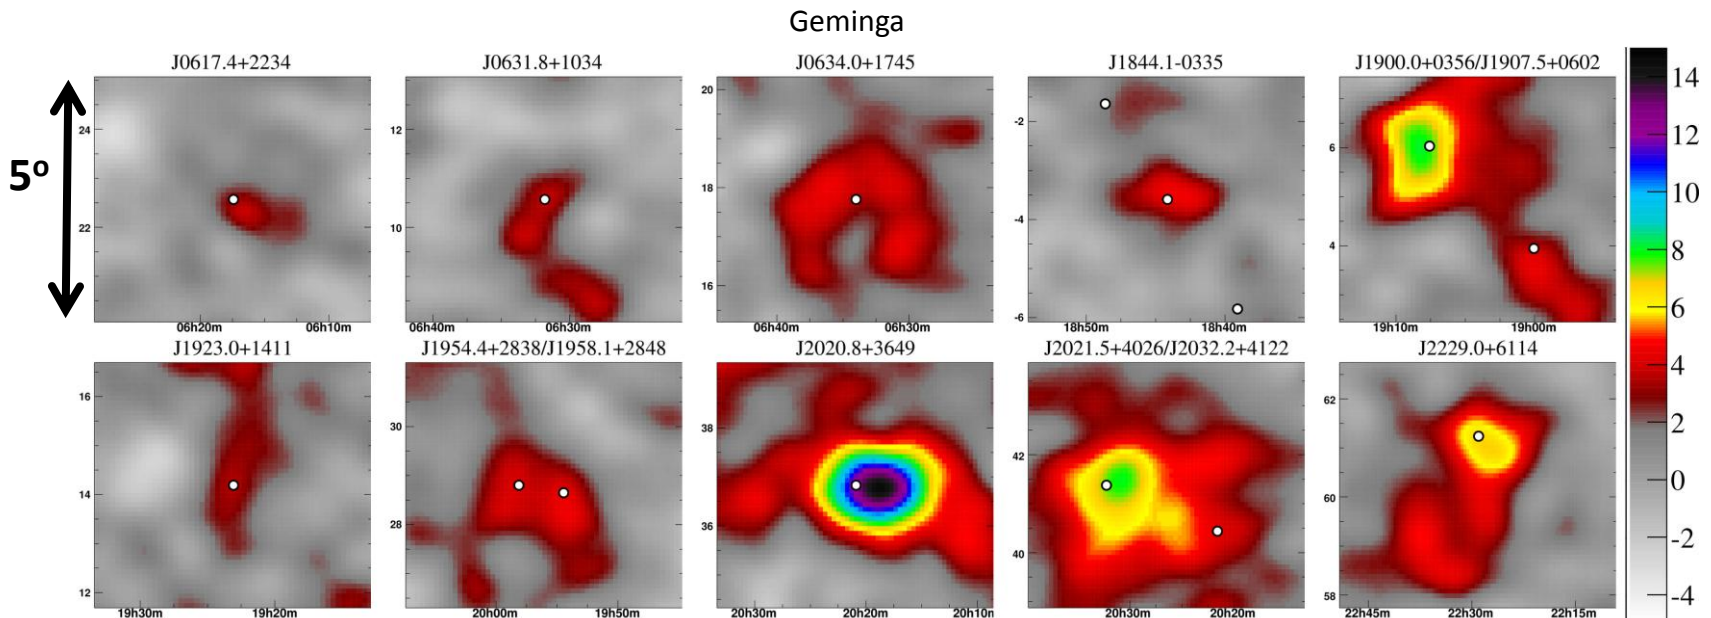 Geminga
J0617.4+2234
J0631.8+1034
J0634.0+1745
J1844.1-0335
J1900.0+0356/J1907.5+0602
5º
24
22
06h20m
06h10m
12
10
06h40m
06h30m
20
18
16
06h40m
06h30m
-2
-4
-6
18h50m
18h40m
6
4
19h10m
19h00m
J1923.0+1411
J1954.4+2838/J1958.1+2848
J2020.8+3649
J2021.5+4026/J2032.2+4122
J2229.0+6114
16
14
12
19h30m
19h20m
30
28
20h00m
19h50m
38
36
20h30m
20h20m
20h10m
42
40
20h30m
20h20m
62
60
58
22h45m
22h30m
22h15m
14
12
10
8
6
4
2
0
-2
-4